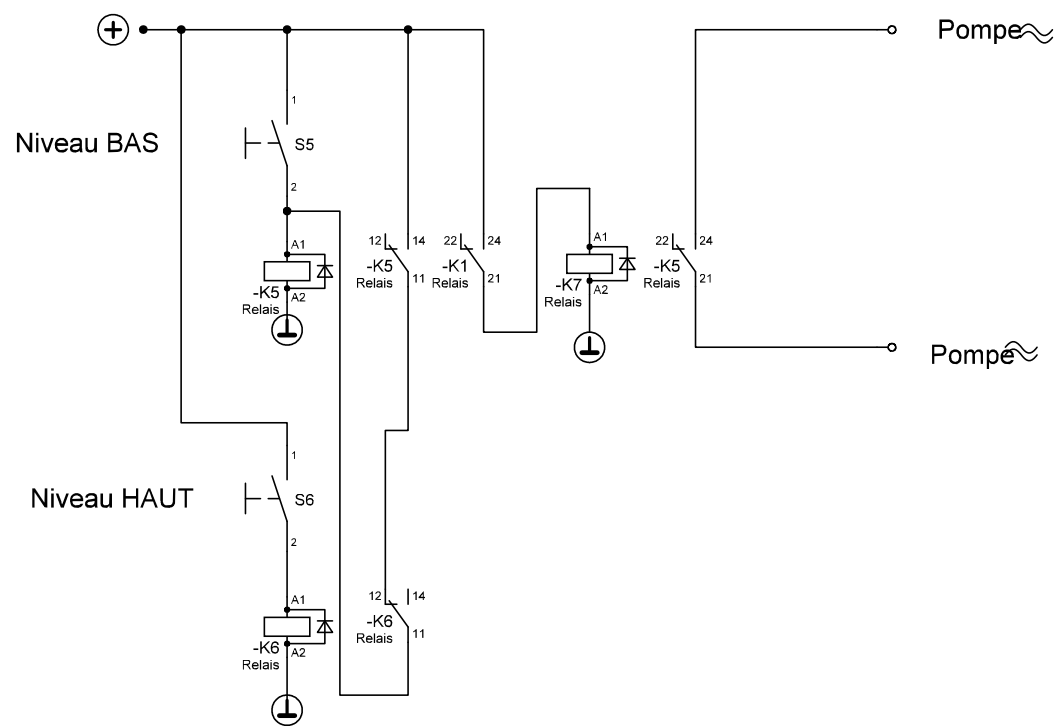 Pompe
1
Niveau BAS
S5
2
A1
12 14
22 24
A1
22 24
-K5
Relais
11
-K1
Relais
21
-K7
Relais
-K5
Relais
21
A2
-K5
Relais
A2
Pompe
1
Niveau HAUT
S6
2
A1
12 14
-K6
Relais
11
A2
-K6
Relais